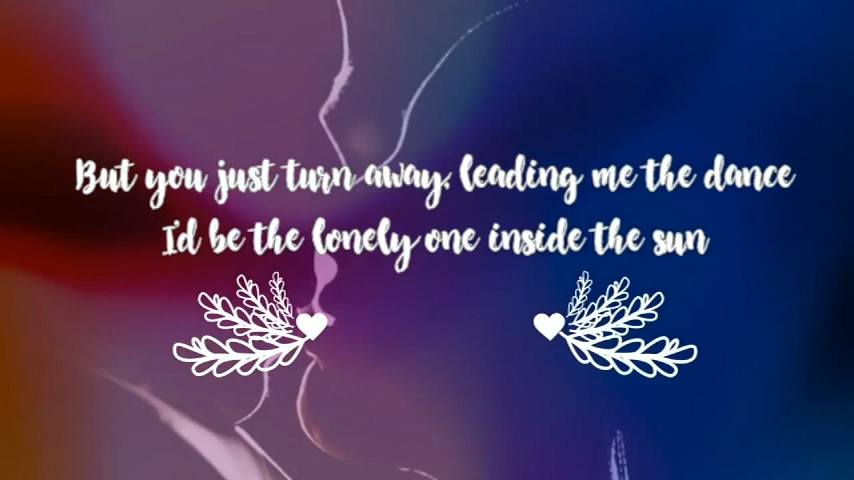 But you just turn away, leading me the dance
I'd be the lonely one inside the sun